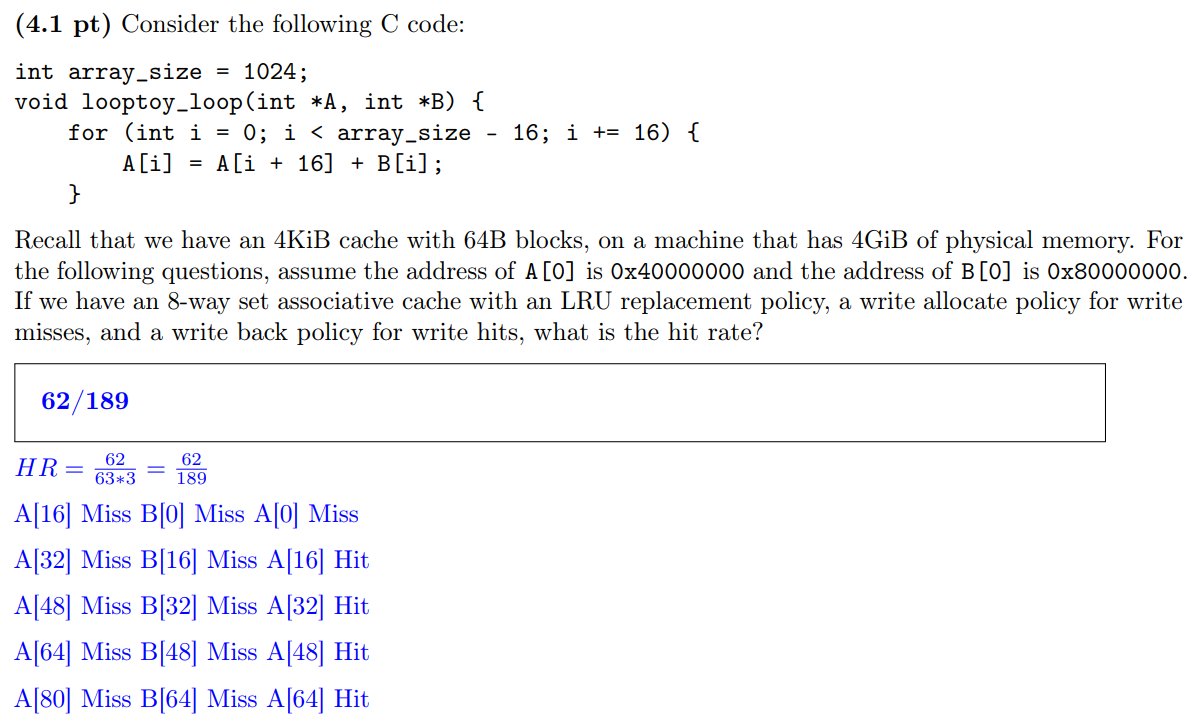 (4.1 pt) Consider the following C code:
int array_size = 1024;
void looptoy_loop(int *A, int *B) {
    for (int i = 0; i < array_size - 16; i += 16) {
        A[i] = A[i + 16] + B[i];
    }
Recall that we have an 4KiB cache with 64B blocks, on a machine that has 4GiB of physical memory. For
the following questions, assume the address of A[0] is 0x40000000 and the address of B[0] is 0x80000000.
If we have an 8-way set associative cache with an LRU replacement policy, a write allocate policy for write
misses, and a write back policy for write hits, what is the hit rate?
62/189
HR = 62/63*3 = 62/189
A[16] Miss B[0] Miss A[0] Miss
A[32] Miss B[16] Miss A[16] Hit
A[48] Miss B[32] Miss A[32] Hit
A[64] Miss B[48] Miss A[48] Hit
A[80] Miss B[64] Miss A[64] Hit